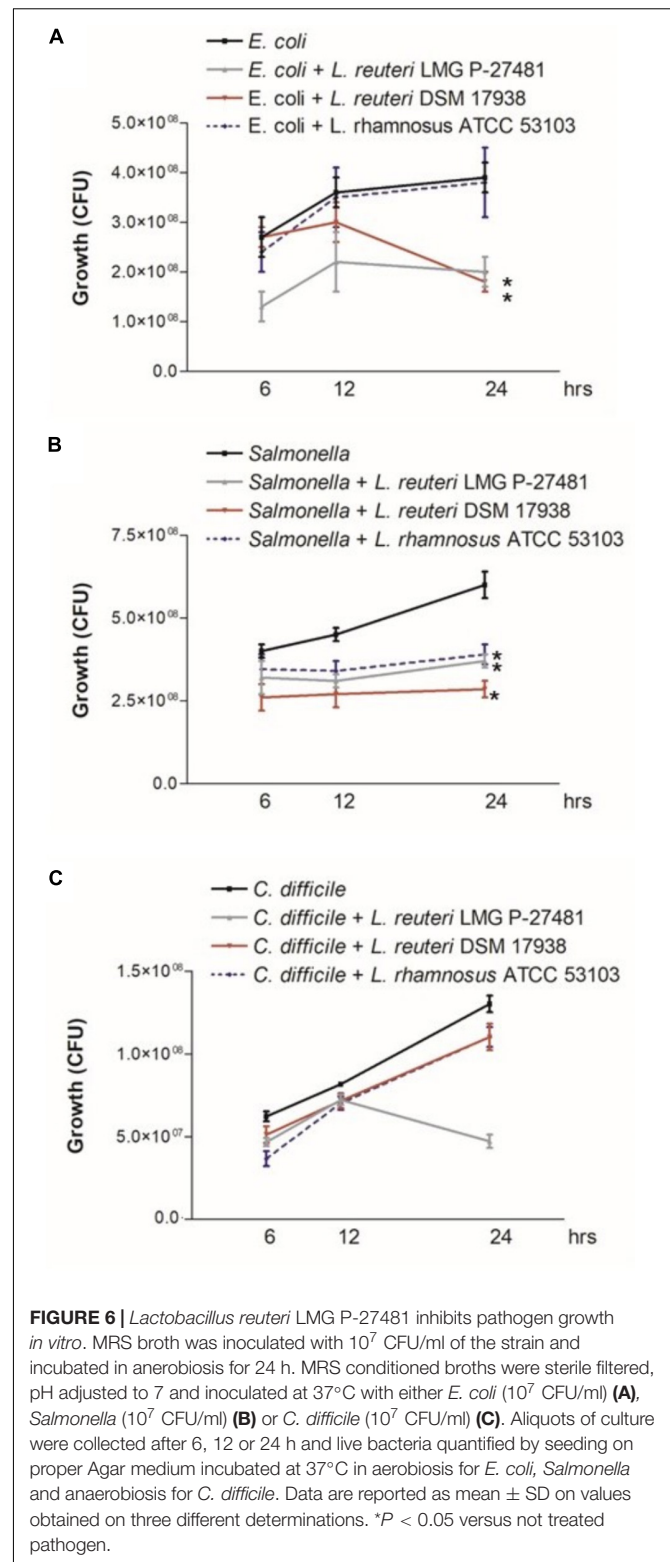 A
E. coli
E. coli + L. reuteri LMG P-27481
E. coli + L. reuteri DSM 17938
E. coli + L. rhamnosus ATCC 53103
Growth (CFU)
5.0×10⁰⁸
4.0×10⁰⁸
3.0×10⁰⁸
2.0×10⁰⁸
1.0×10⁰⁸
0.0
*
*
6 12 24 hrs
B
Salmonella
Salmonella + L. reuteri LMG P-27481
Salmonella + L. reuteri DSM 17938
Salmonella + L. rhamnosus ATCC 53103
Growth (CFU)
7.5×10⁰⁸
5.0×10⁰⁸
2.5×10⁰⁸
0.0
*
*
*
6 12 24 hrs
C
C. difficile
C. difficile + L. reuteri LMG P-27481
C. difficile + L. reuteri DSM 17938
C. difficile + L. rhamnosus ATCC 53103
Growth (CFU)
1.5×10⁰⁸
1.0×10⁰⁸
5.0×10⁰⁷
0.0
6 12 24 hrs
FIGURE 6 | Lactobacillus reuteri LMG P-27481 inhibits pathogen growth
in vitro. MRS broth was inoculated with 10⁷ CFU/ml of the strain and
incubated in anerobiosis for 24 h. MRS conditioned broths were sterile filtered,
pH adjusted to 7 and inoculated at 37°C with either E. coli (10⁷ CFU/ml) (A),
Salmonella (10⁷ CFU/ml) (B) or C. difficile (10⁷ CFU/ml) (C). Aliquots of culture
were collected after 6, 12 or 24 h and live bacteria quantified by seeding on
proper Agar medium incubated at 37°C in aerobiosis for E. coli, Salmonella
and anaerobiosis for C. difficile. Data are reported as mean ± SD on values
obtained on three different determinations. *P < 0.05 versus not treated
pathogen.